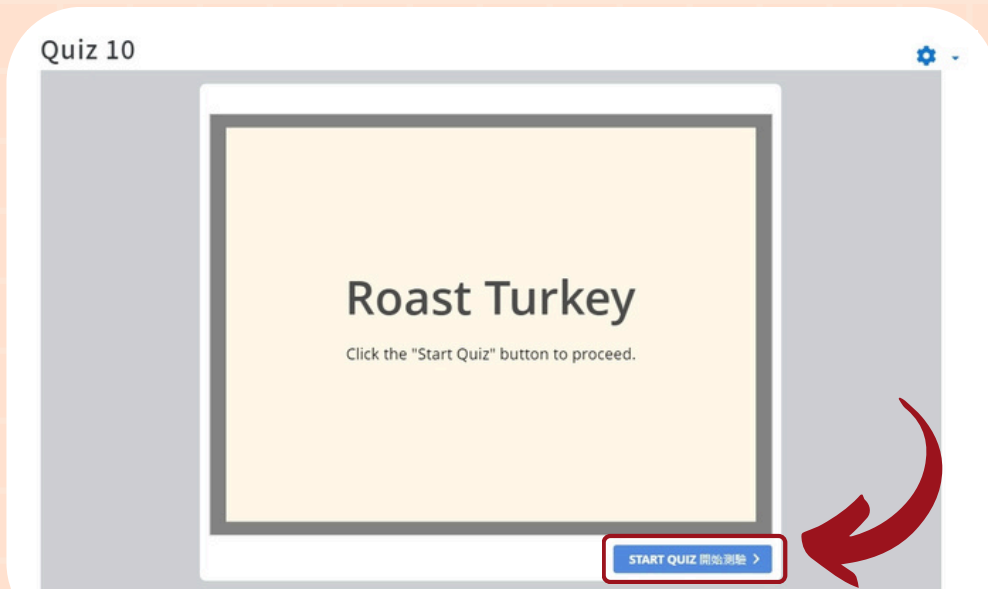 Quiz 10
Roast Turkey
Click the "Start Quiz" button to proceed.
START QUIZ 開始測驗